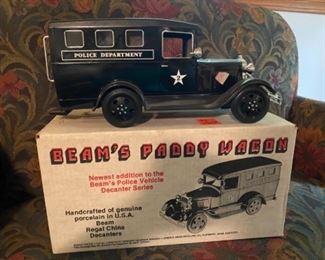 POLICE DEPARTMENT
BEAM'S PADDY WAGON
Newest addition to the
Beam's Police Vehicle
Decanter Series
Handcrafted of genuine
porcelain in U.S.A.
Beam
Regal China
Decanters